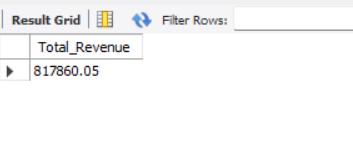 Result Grid Filter Rows:
Total_Revenue
817860.05